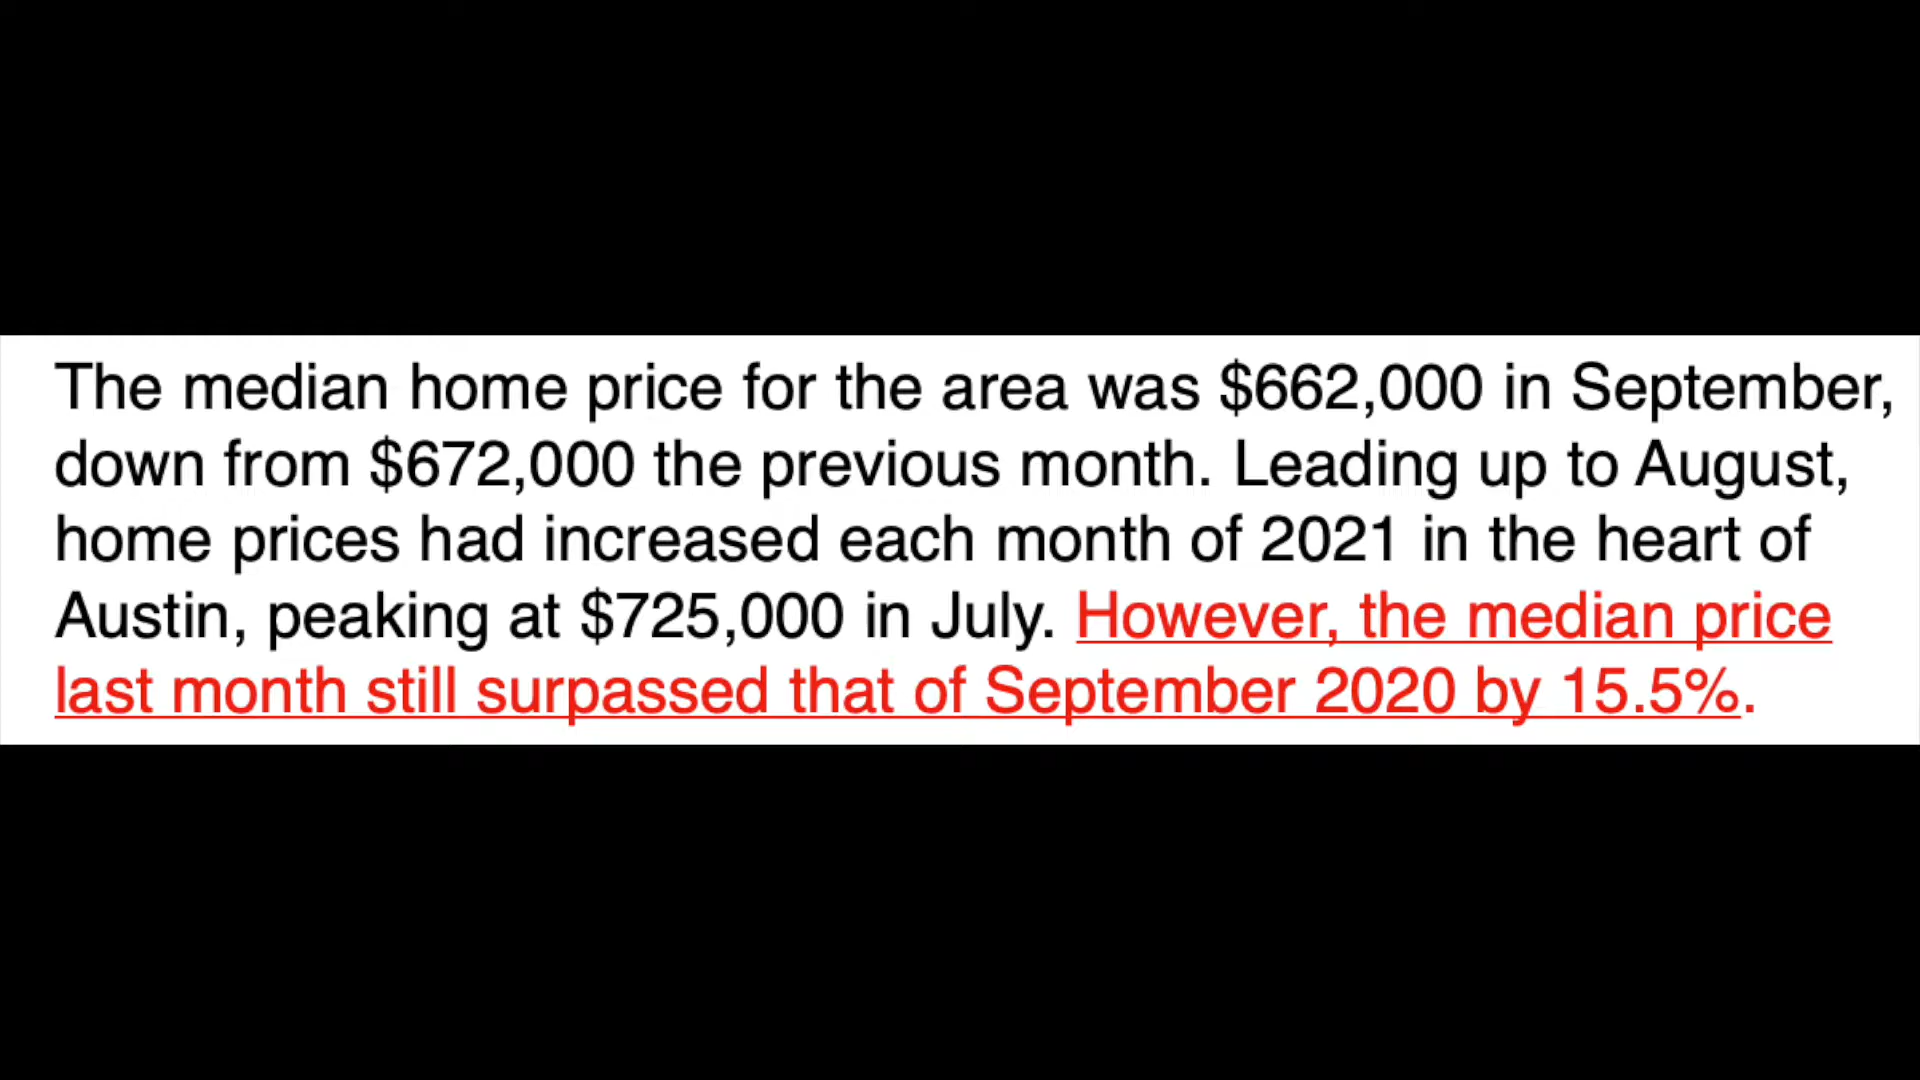 The median home price for the area was $662,000 in September,
down from $672,000 the previous month. Leading up to August,
home prices had increased each month of 2021 in the heart of
Austin, peaking at $725,000 in July. However, the median price
last month still surpassed that of September 2020 by 15.5%.